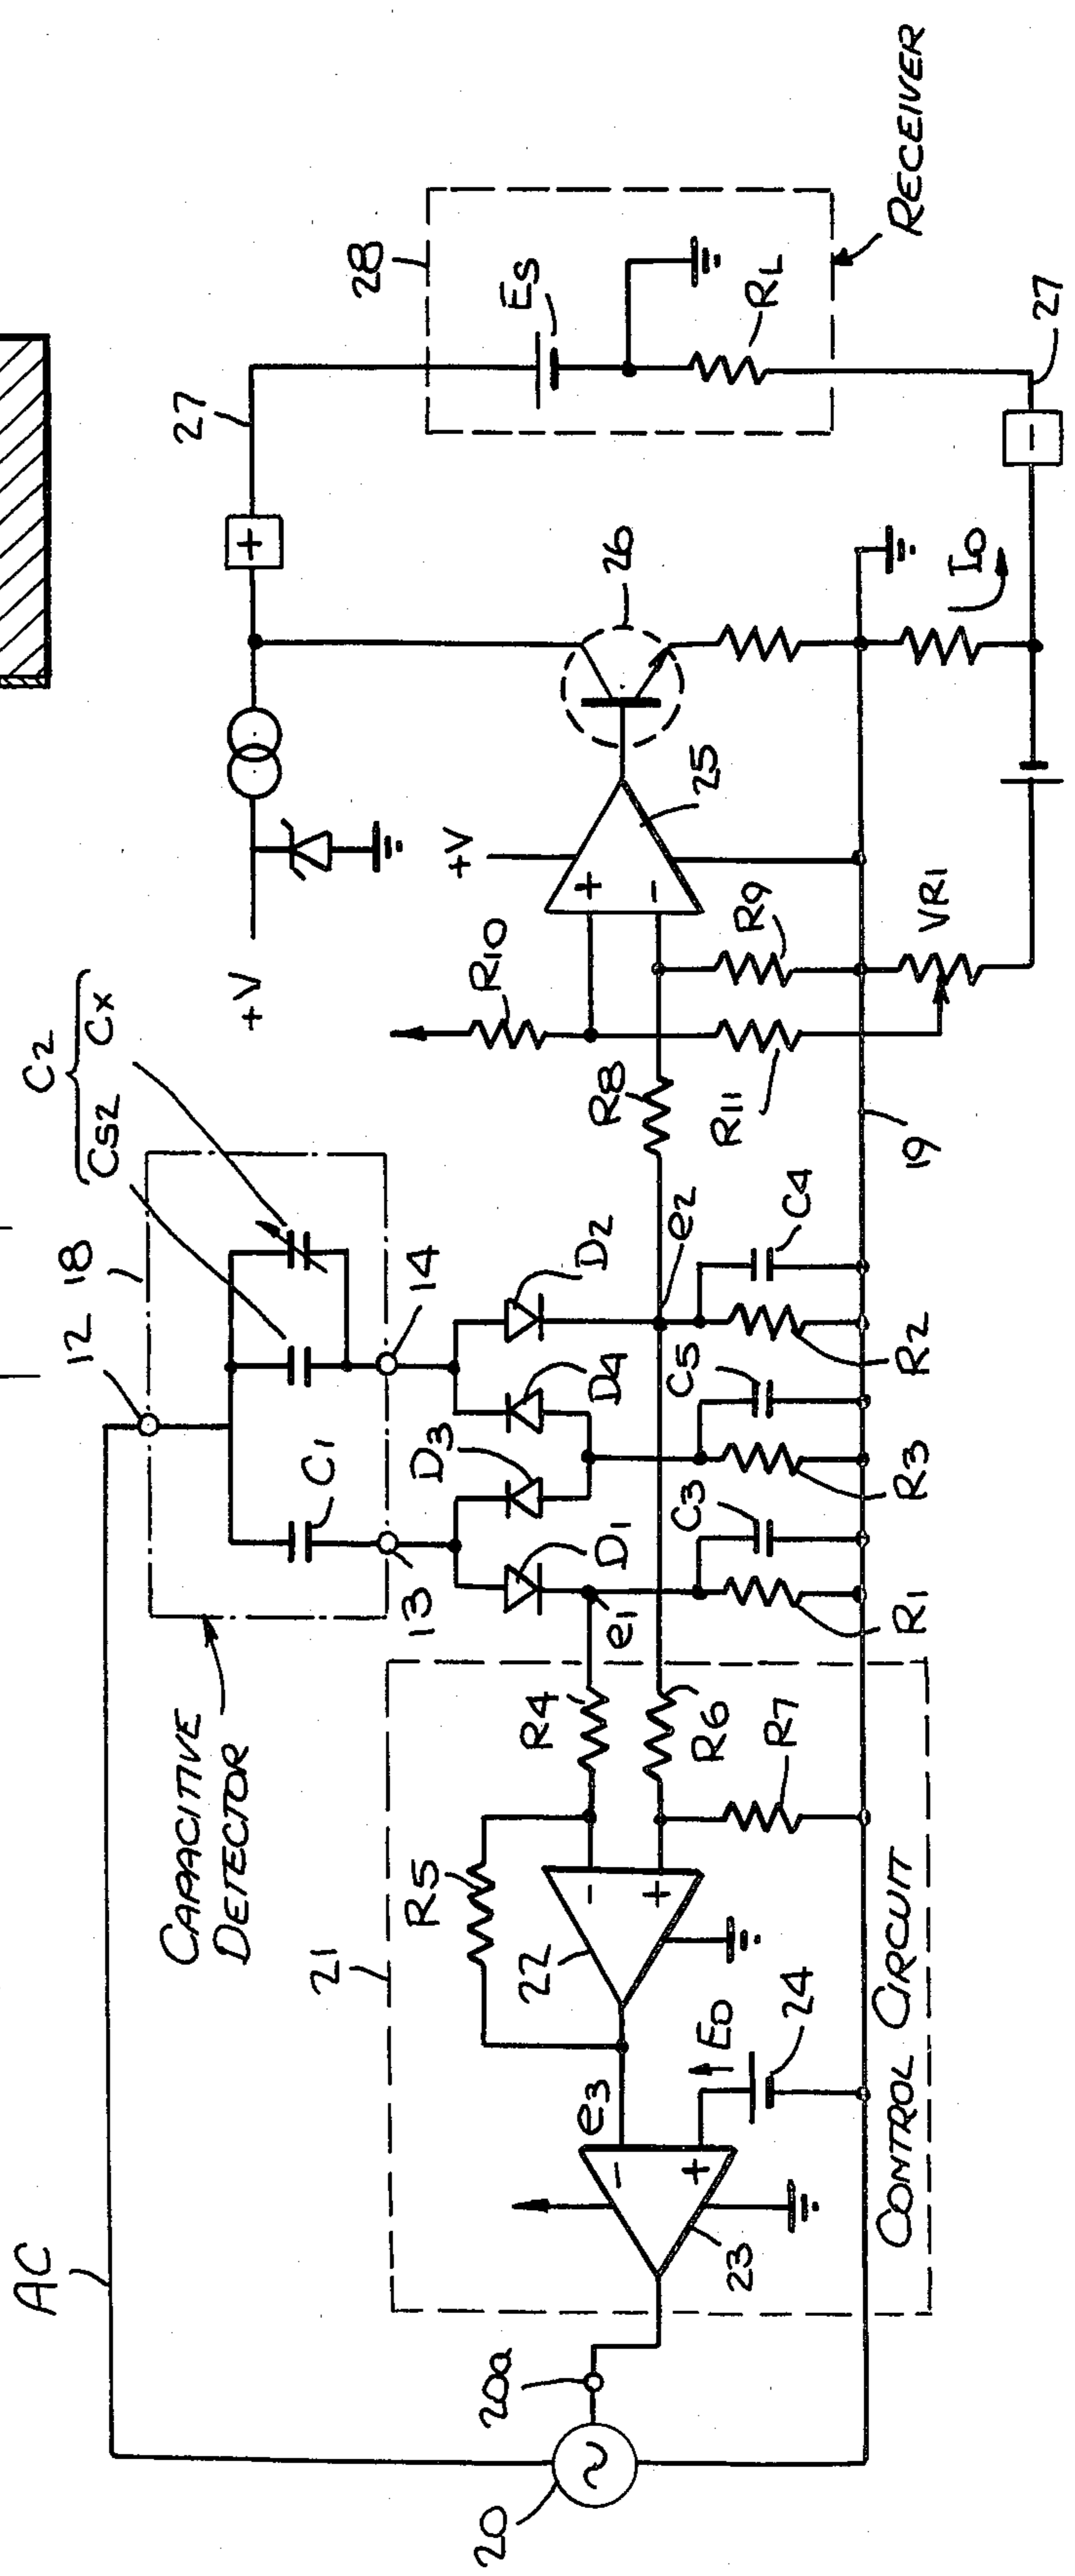 AC
12
18
C2
Cs2 Cx
CAPACITIVE
DETECTOR
C1
13
14
+V
+
27
28
Es
RL
RECEIVER
27
-
Io
20
20a
21
R5
R4
D1
D3
D4
D2
e1
e2
R8
R10
+V
26
25
+
-
R9
R11
VR1
19
e3
22
-
+
R6
R7
23
-
+
Eo
24
C3
C5
C4
R1
R3
R2
CONTROL CIRCUIT